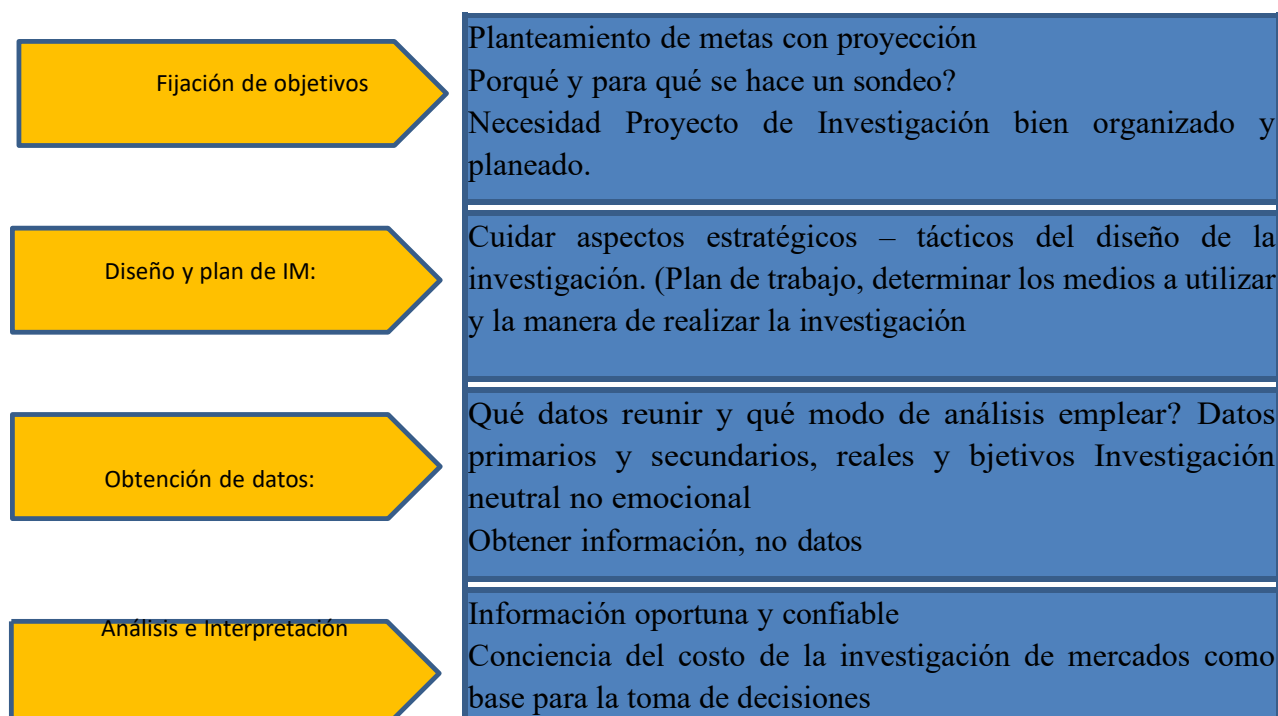 Fijación de objetivos
Planteamiento de metas con proyección
Porqué y para qué se hace un sondeo?
Necesidad Proyecto de Investigación bien organizado y
planeado.
Diseño y plan de IM:
Cuidar aspectos estratégicos – tácticos del diseño de la
investigación. (Plan de trabajo, determinar los medios a utilizar
y la manera de realizar la investigación
Obtención de datos:
Qué datos reunir y qué modo de análisis emplear? Datos
primarios y secundarios, reales y bjetivos Investigación
neutral no emocional
Obtener información, no datos
Análisis e Interpretación
Información oportuna y confiable
Conciencia del costo de la investigación de mercados como
base para la toma de decisiones